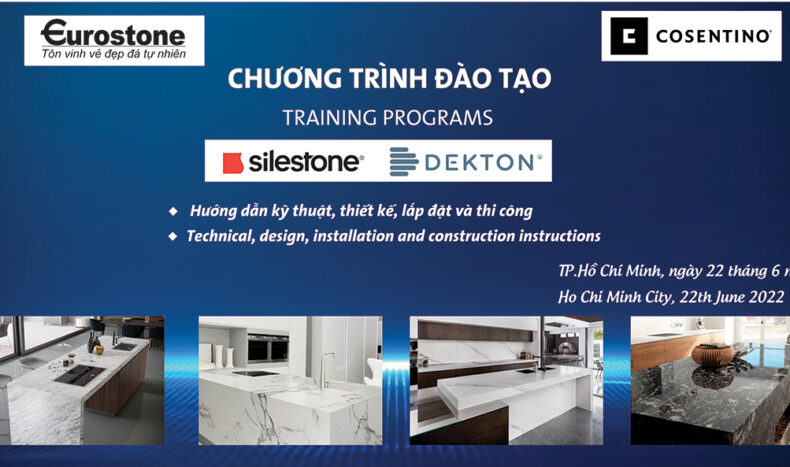 Eurostone
Tôn vinh vẻ đẹp đá tự nhiên
COSENTINO®
CHƯƠNG TRÌNH ĐÀO TẠO
TRAINING PROGRAMS
silestone®
DEKTON®
Hướng dẫn kỹ thuật, thiết kế, lắp đặt và thi công
Technical, design, installation and construction instructions
TP.Hồ Chí Minh, ngày 22 tháng 6
Ho Chi Minh City, 22th June 2022